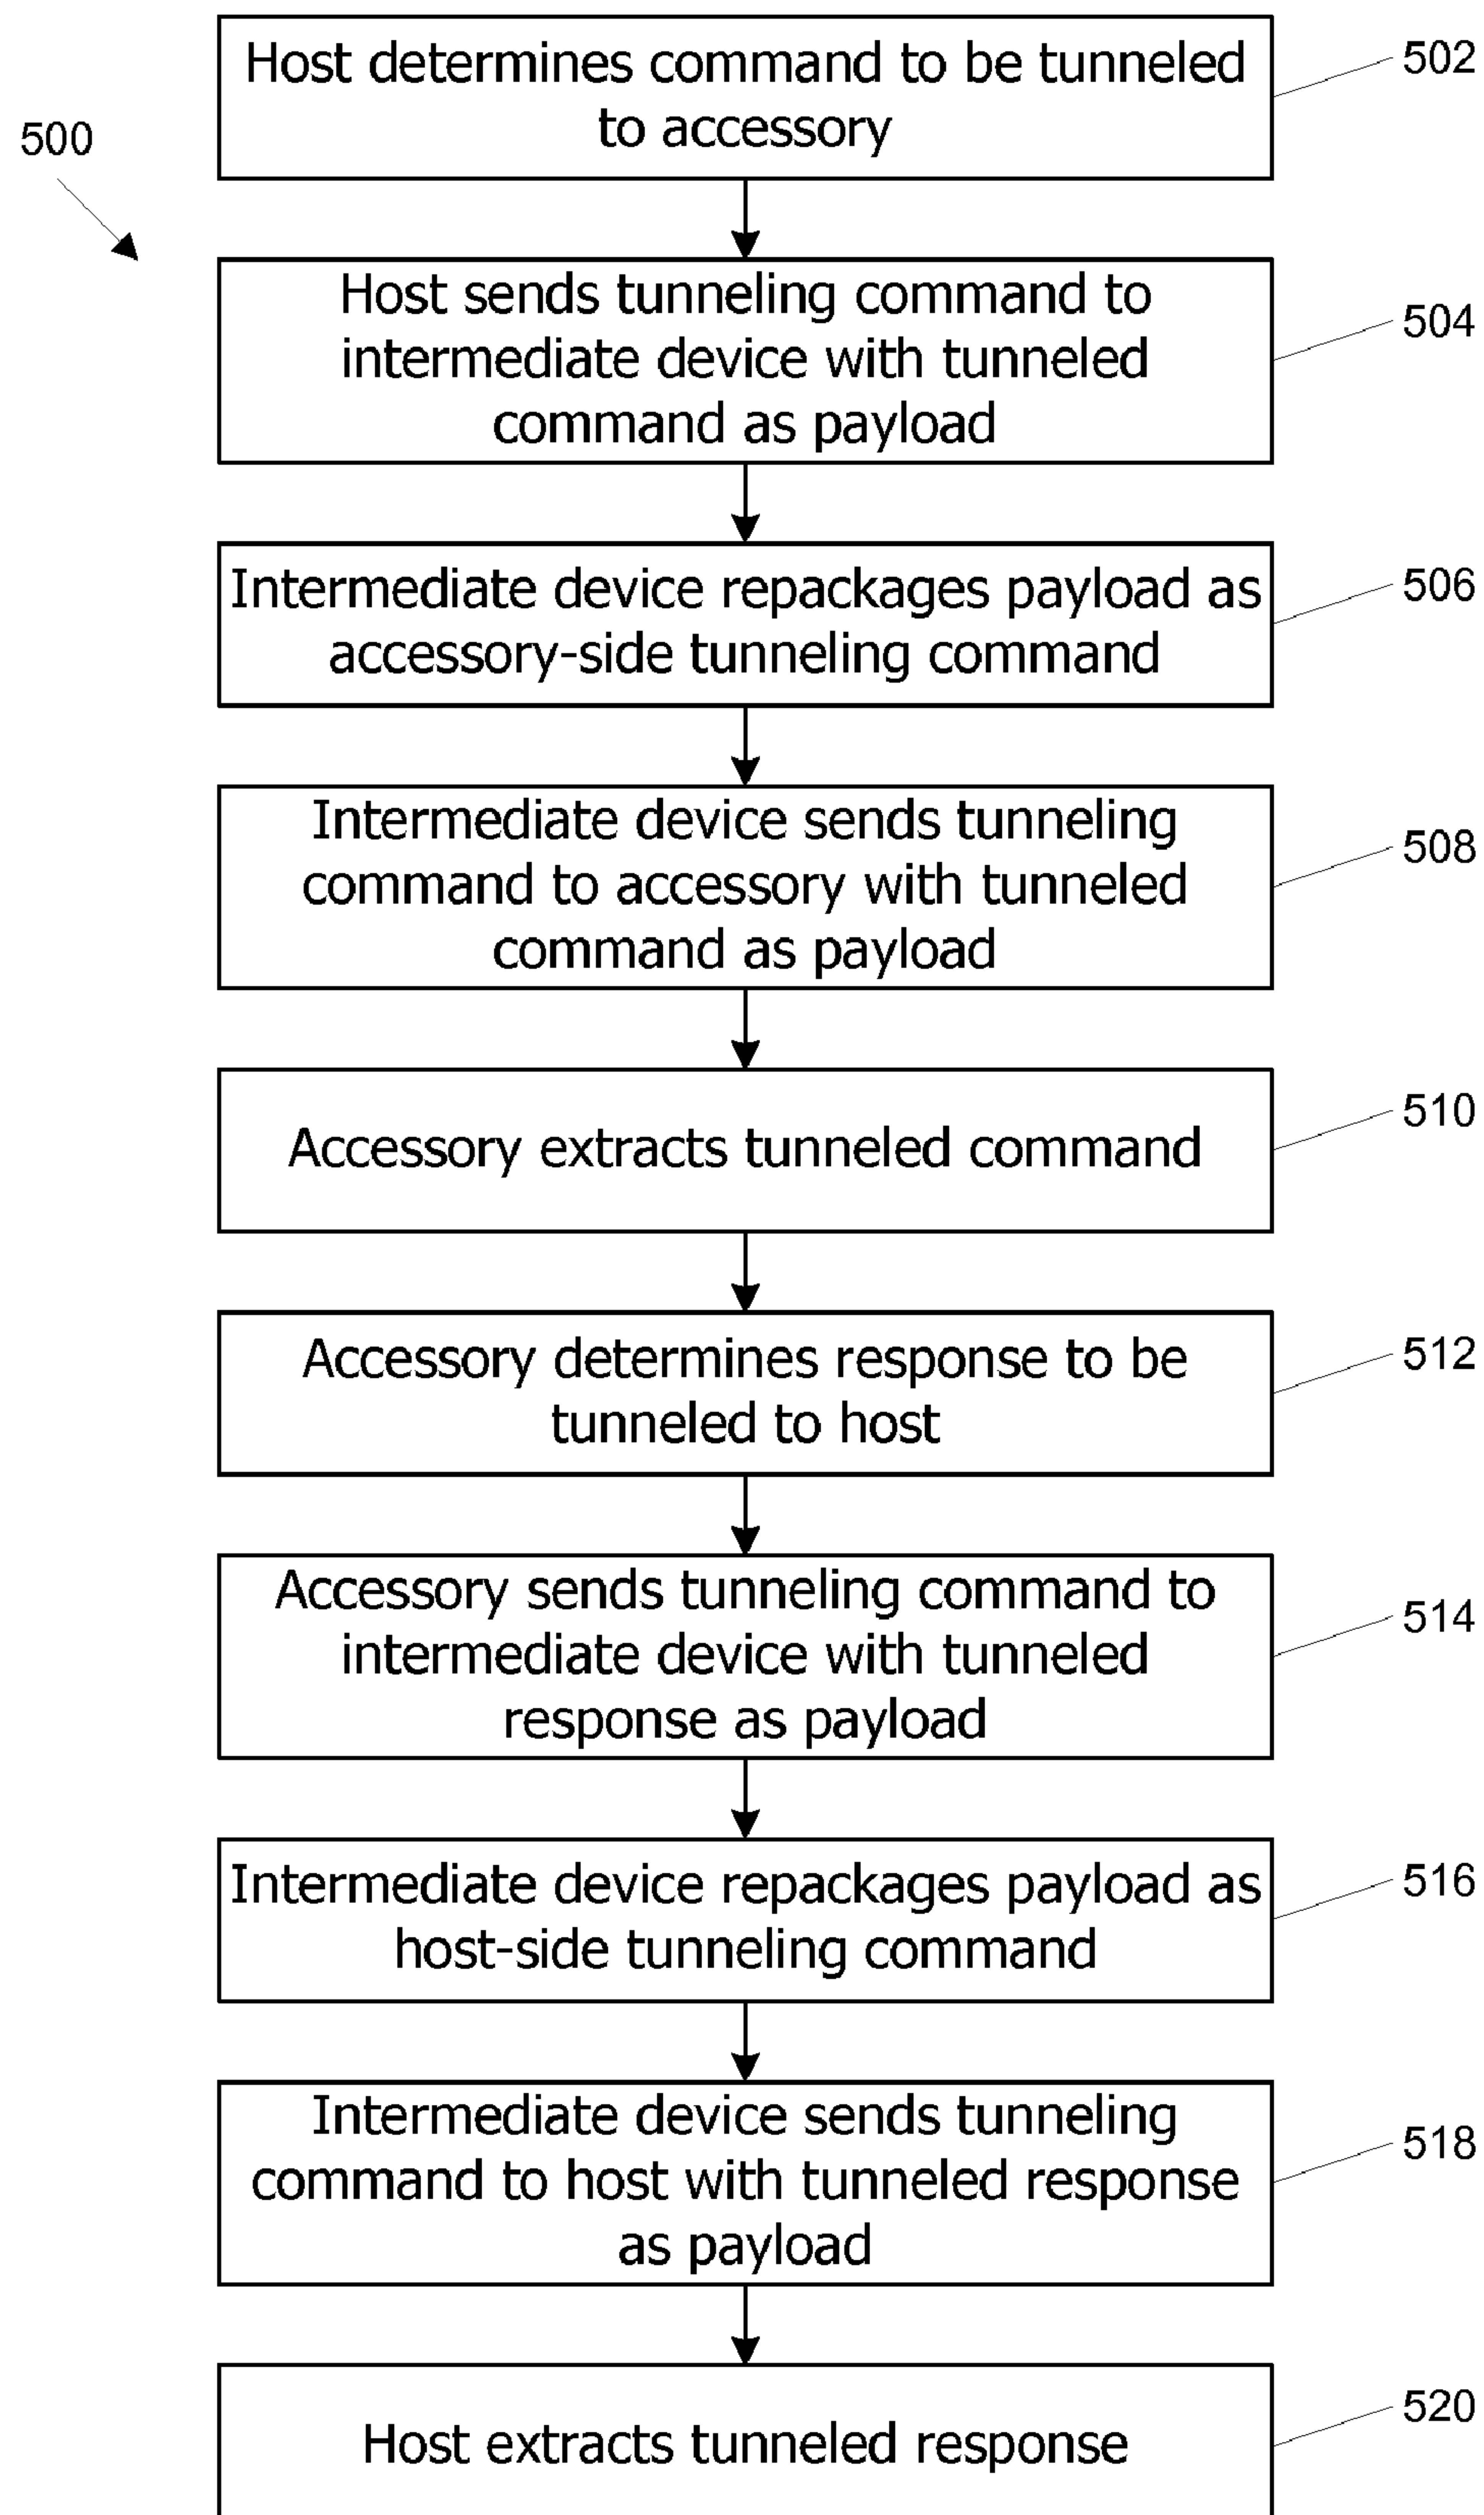 Host determines command to be tunneled
to accessory
502
500
Host sends tunneling command to
intermediate device with tunneled
command as payload
504
Intermediate device repackages payload as
accessory-side tunneling command
506
Intermediate device sends tunneling
command to accessory with tunneled
command as payload
508
Accessory extracts tunneled command
510
Accessory determines response to be
tunneled to host
512
Accessory sends tunneling command to
intermediate device with tunneled
response as payload
514
Intermediate device repackages payload as
host-side tunneling command
516
Intermediate device sends tunneling
command to host with tunneled response
as payload
518
Host extracts tunneled response
520